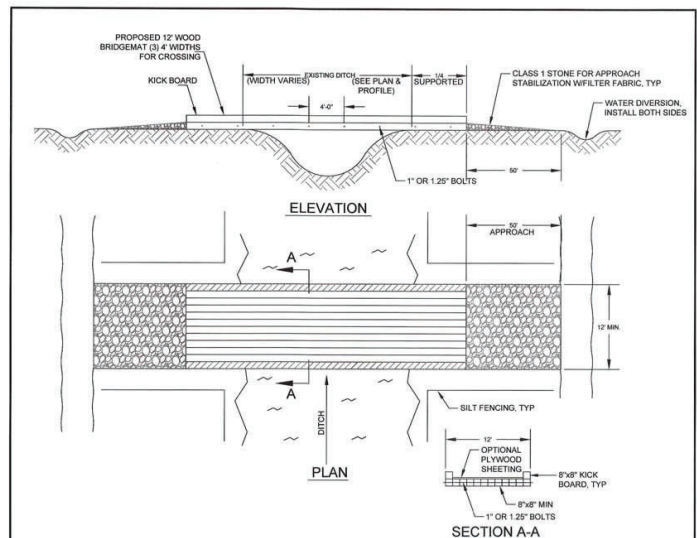 PROPOSED 12' WOOD
BRIDGEMAT (3) 4' WIDTHS
FOR CROSSING
KICK BOARD
EXISTING DITCH
(WIDTH VARIES)
(SEE PLAN &
PROFILE)
4'-0"
1/4
SUPPORTED
CLASS 1 STONE FOR APPROACH
STABILIZATION W/FILTER FABRIC, TYP
WATER DIVERSION,
INSTALL BOTH SIDES
1" OR 1.25" BOLTS
50'
ELEVATION
50'
APPROACH
A
12' MIN.
A
DITCH
SILT FENCING, TYP
PLAN
12'
OPTIONAL
PLYWOOD
SHEETING
8"x8" KICK
BOARD, TYP
8"x8" MIN
1" OR 1.25" BOLTS
SECTION A-A